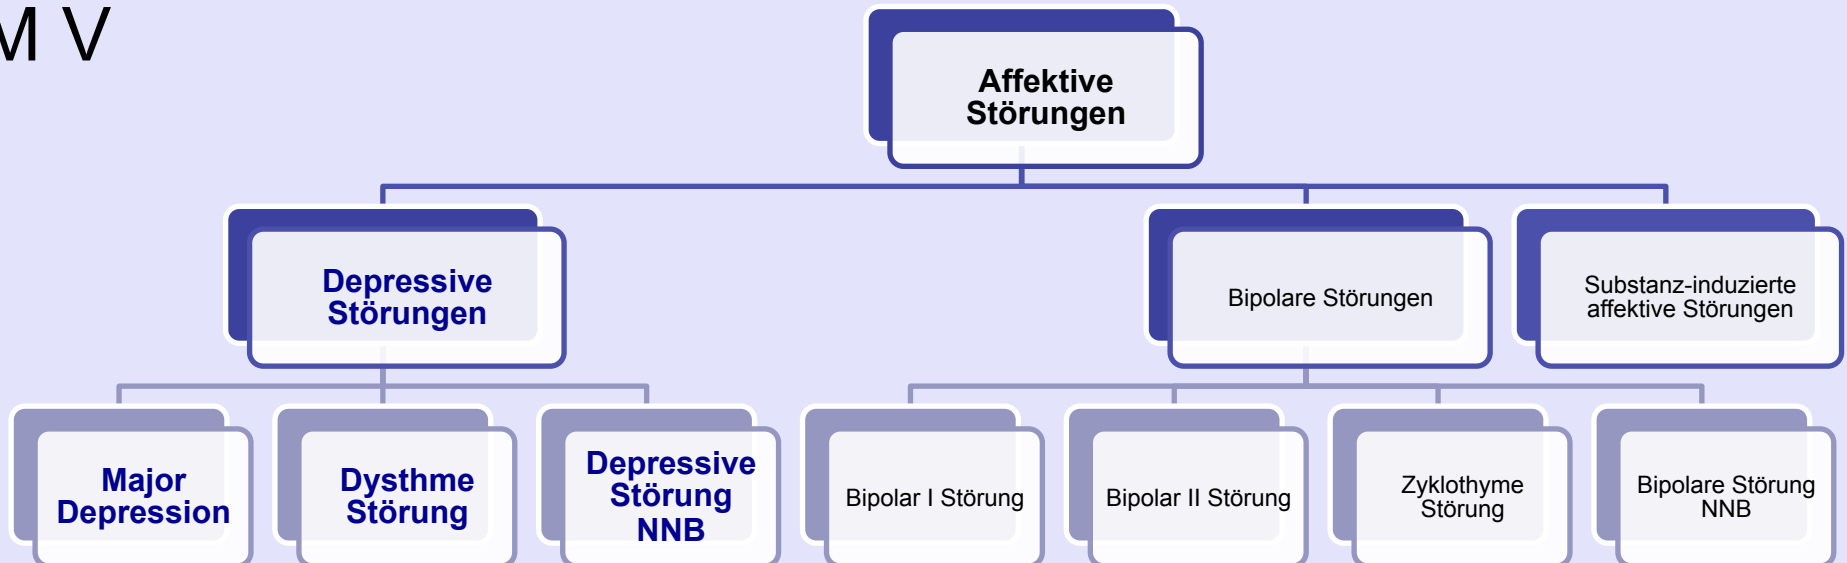 M V
Affektive
Störungen
Depressive
Störungen
Bipolare Störungen
Substanz-induzierte
affektive Störungen
Major
Depression
Dysthme
Störung
Depressive
Störung
NNB
Bipolar I Störung
Bipolar II Störung
Zyklothyme
Störung
Bipolare Störung
NNB